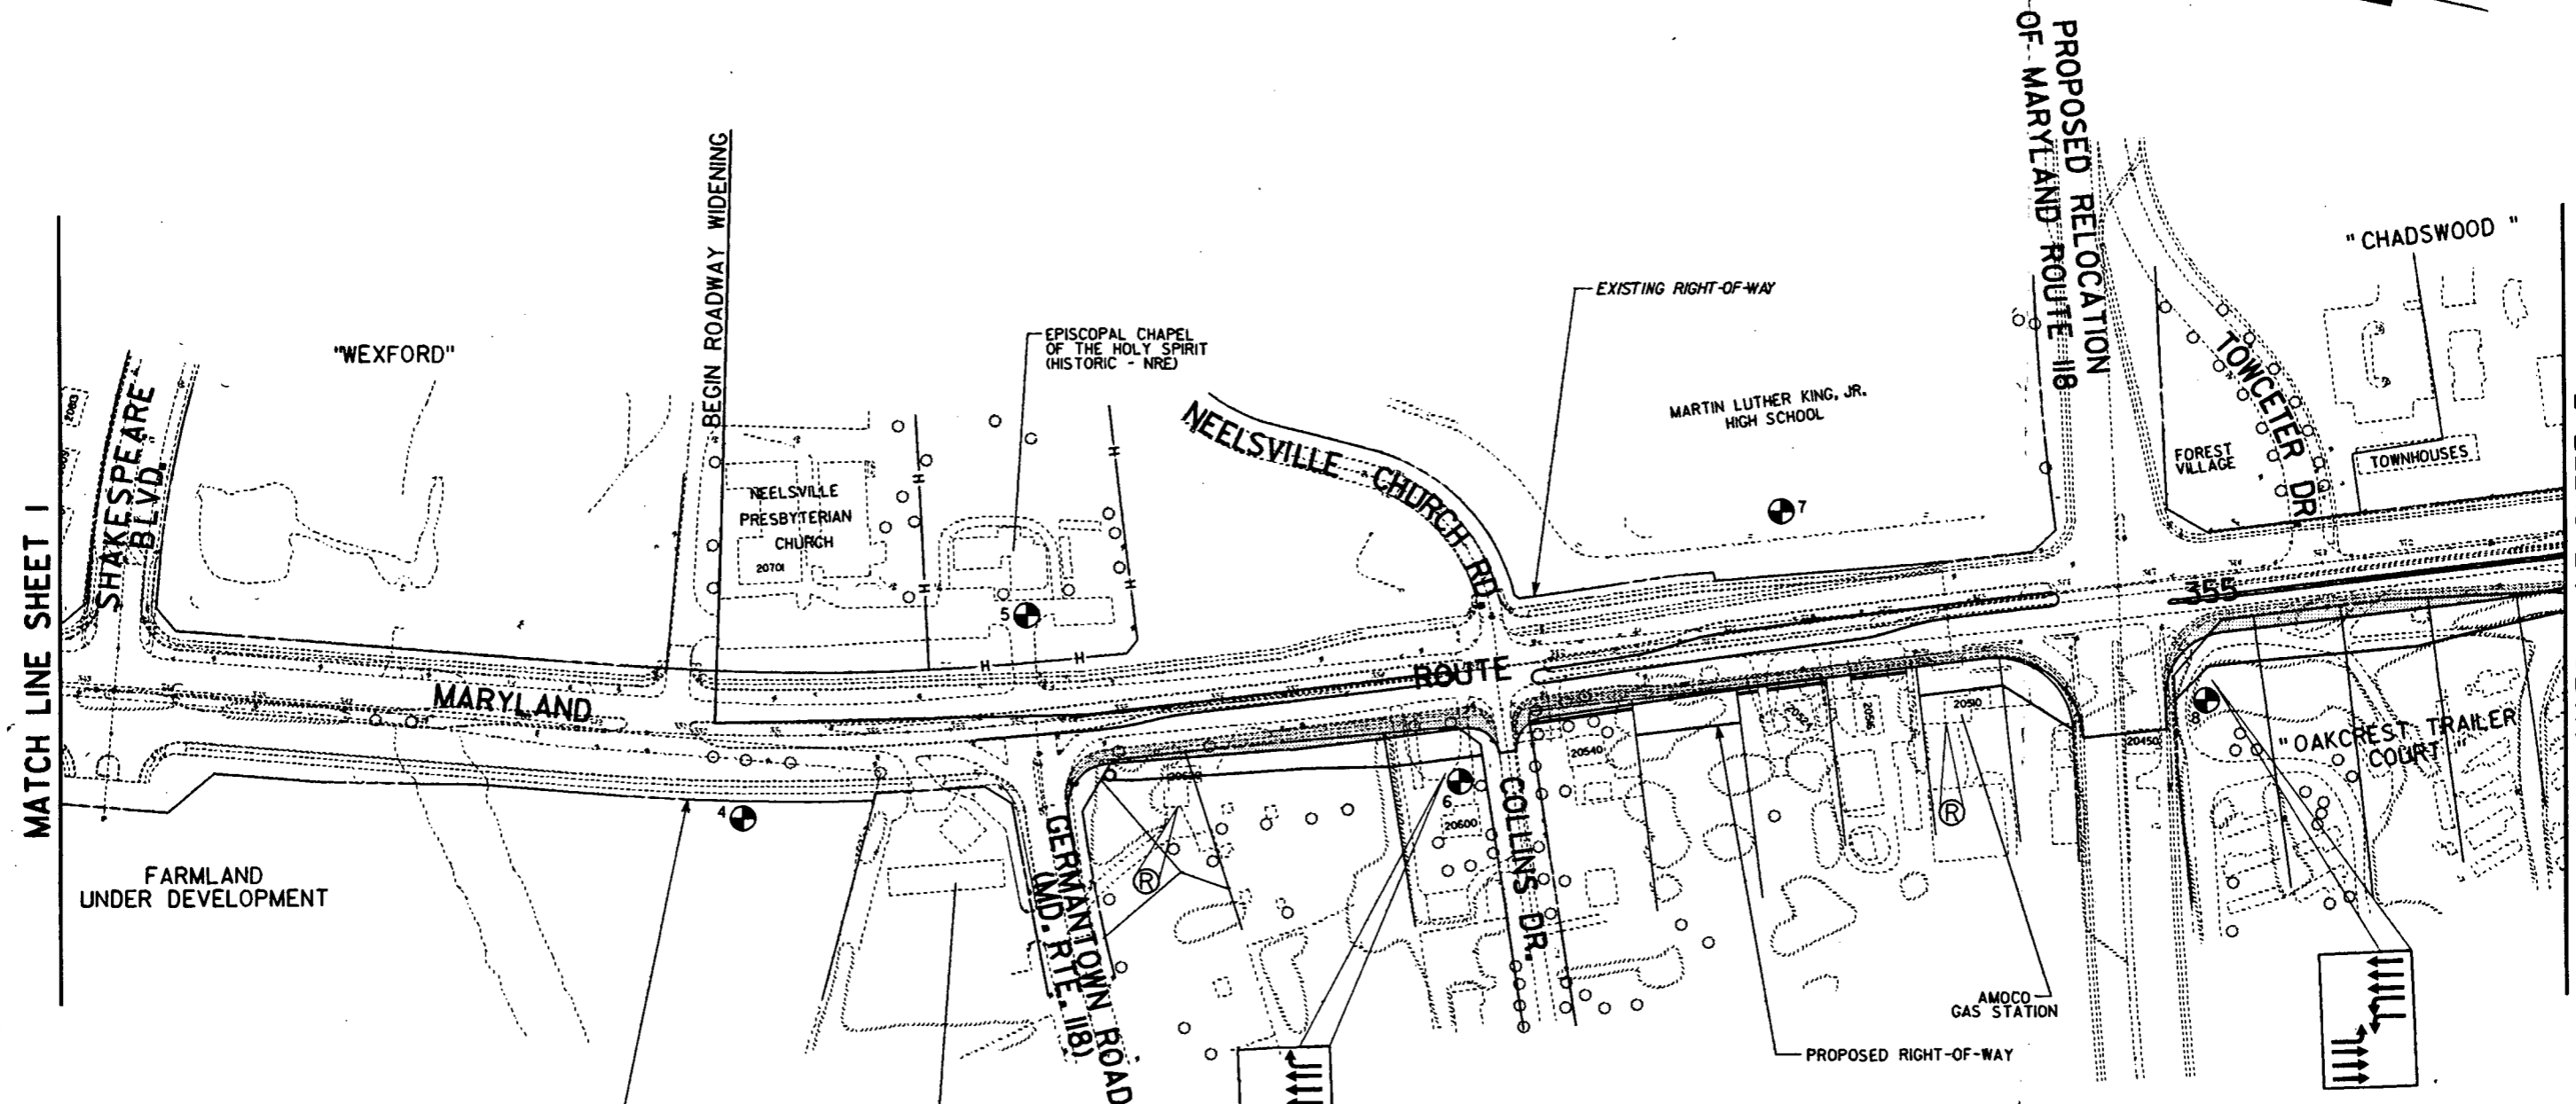 MATCH LINE SHEET 1
SHAKESPEARE
BLVD.
"WEXFORD"
BEGIN ROADWAY WIDENING
NEELSVILLE
PRESBYTERIAN
CHURCH
20701
EPISCOPAL CHAPEL
OF THE HOLY SPIRIT
(HISTORIC - NRE)
H
H
H
H
H
H
5
NEELSVILLE CHURCH RD.
EXISTING RIGHT-OF-WAY
MARTIN LUTHER KING, JR.
HIGH SCHOOL
7
PROPOSED RELOCATION
OF MARYLAND ROUTE 118
TOWCETER DR.
"CHADSWOOD"
FOREST
VILLAGE
TOWNHOUSES
MARYLAND
ROUTE
355
4
FARMLAND
UNDER DEVELOPMENT
GERMANTOWN ROAD
(MD. RTE. 118)
R
6
20600
COLLINS DR.
20540
20510
R
AMOCO
GAS STATION
PROPOSED RIGHT-OF-WAY
20450
8
"OAKCREST TRAILER
COURT"